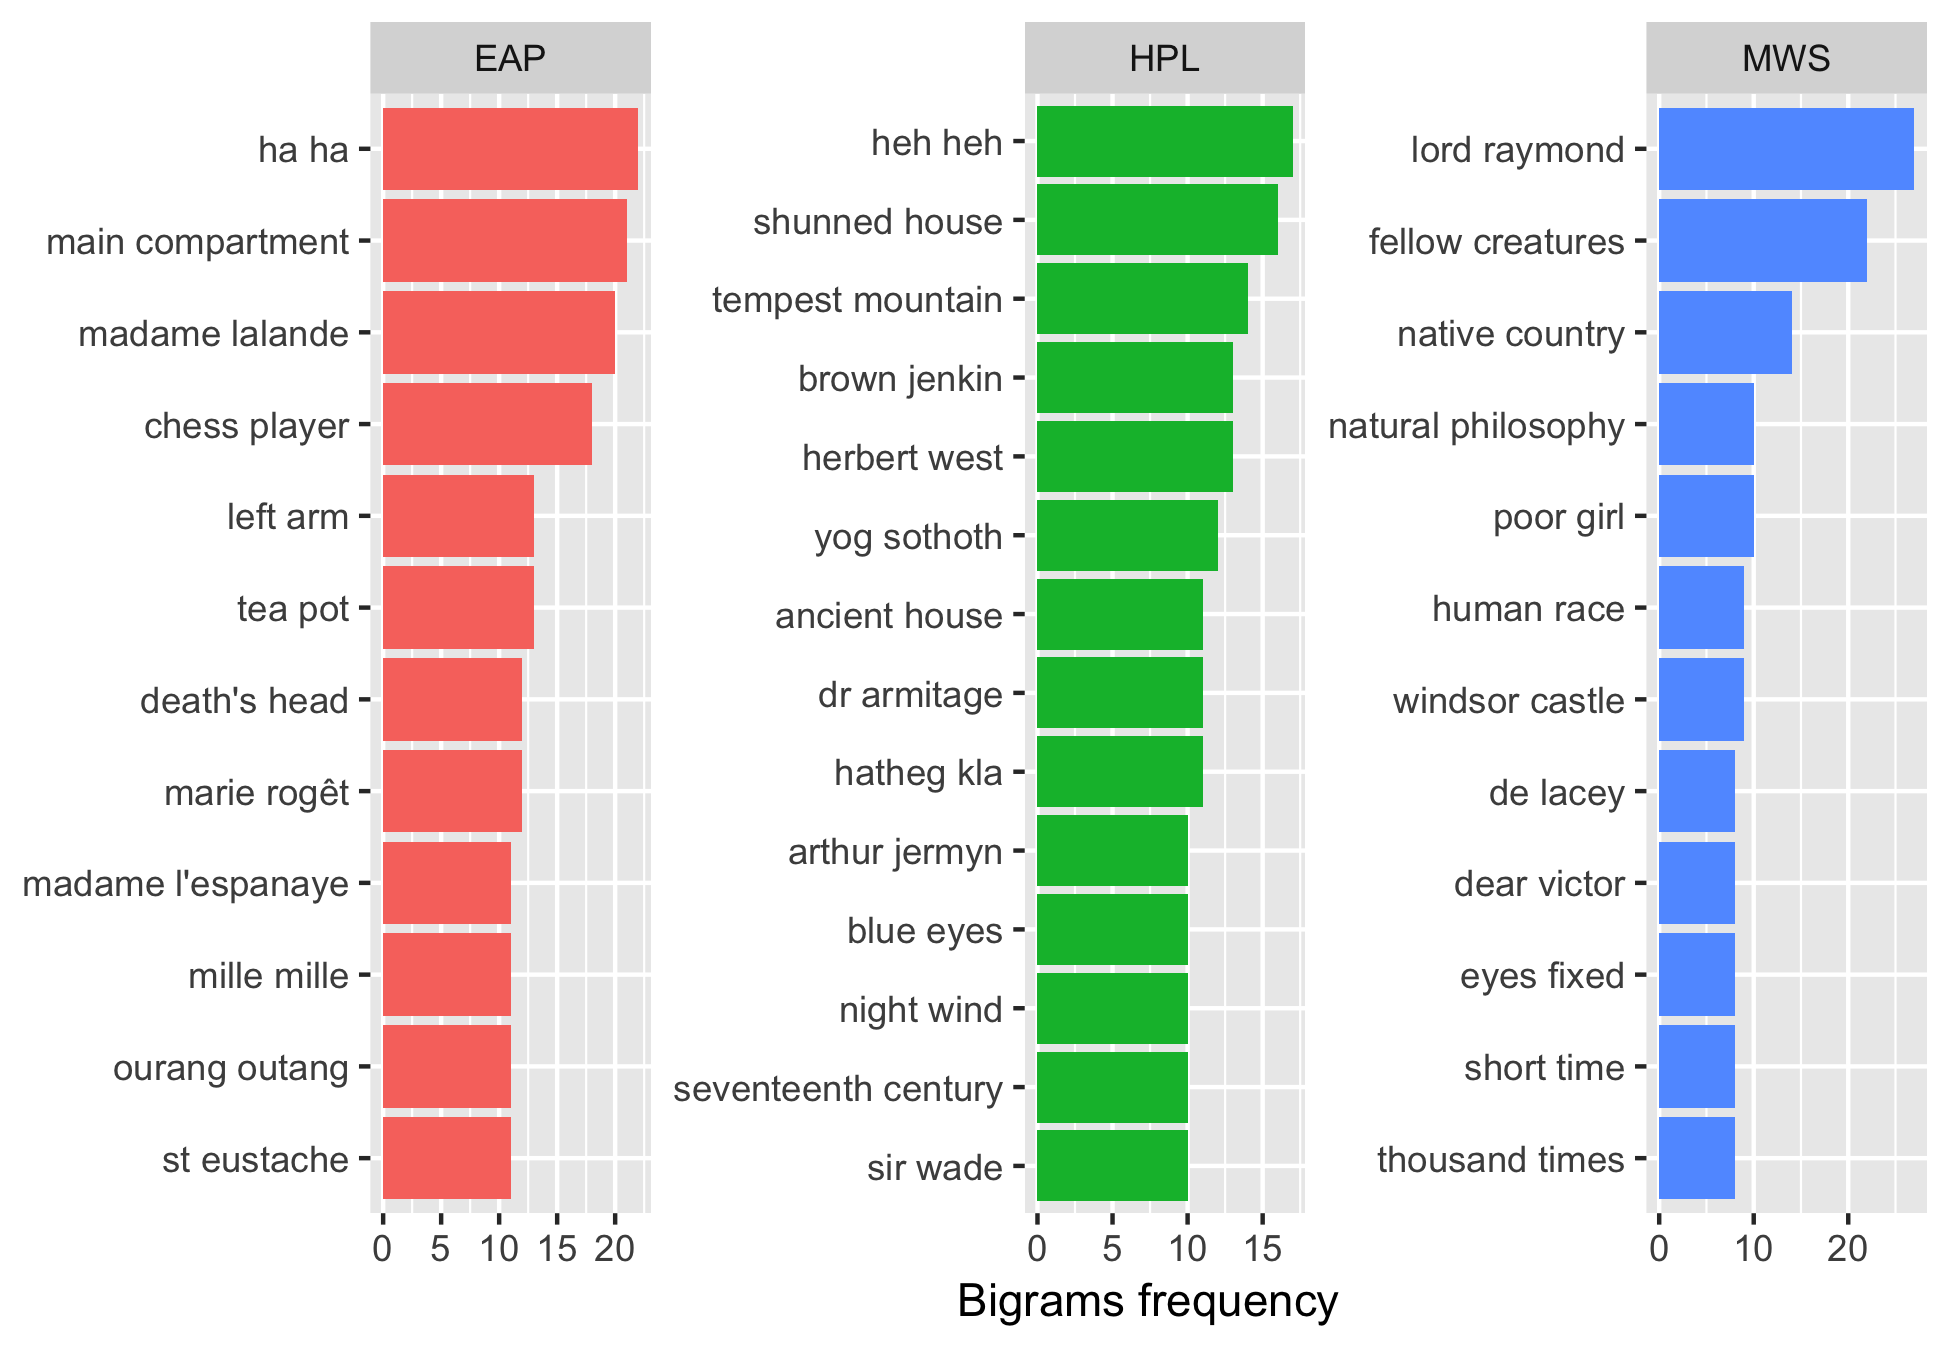 EAP
ha ha
main compartment
madame lalande
chess player
left arm
tea pot
death's head
marie rogêt
madame l'espanaye
mille mille
ourang outang
st eustache
0 5 10 15 20
HPL
heh heh
shunned house
tempest mountain
brown jenkin
herbert west
yog sothoth
ancient house
dr armitage
hatheg kla
arthur jermyn
blue eyes
night wind
seventeenth century
sir wade
0 5 10 15
MWS
lord raymond
fellow creatures
native country
natural philosophy
poor girl
human race
windsor castle
de lacey
dear victor
eyes fixed
short time
thousand times
0 10 20
Bigrams frequency